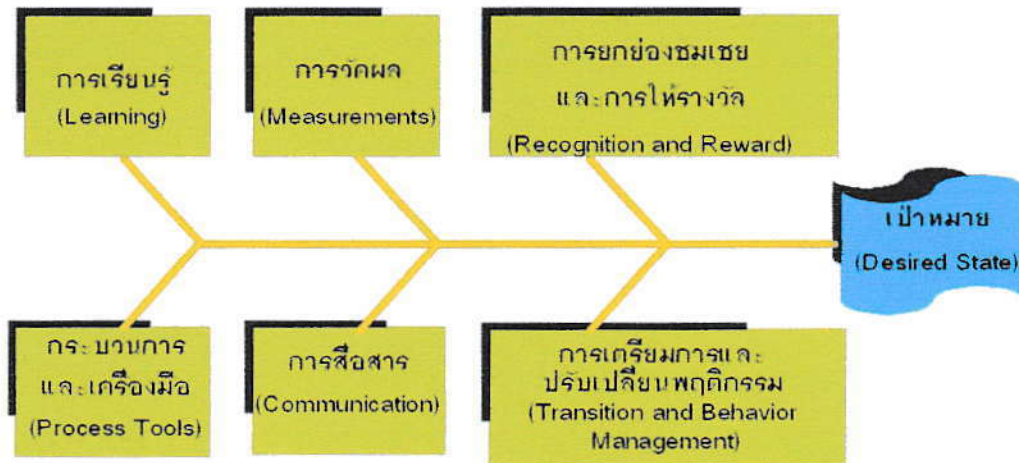 การเรียนรู้
(Learning)
การวัดผล
(Measurements)
การยกย่องชมเชย
และการให้รางวัล
(Recognition and Reward)
เป้าหมาย
(Desired State)
กระบวนการ
และเครื่องมือ
(Process Tools)
การสื่อสาร
(Communication)
การเตรียมการและ
ปรับเปลี่ยนพฤติกรรม
(Transition and Behavior
Management)